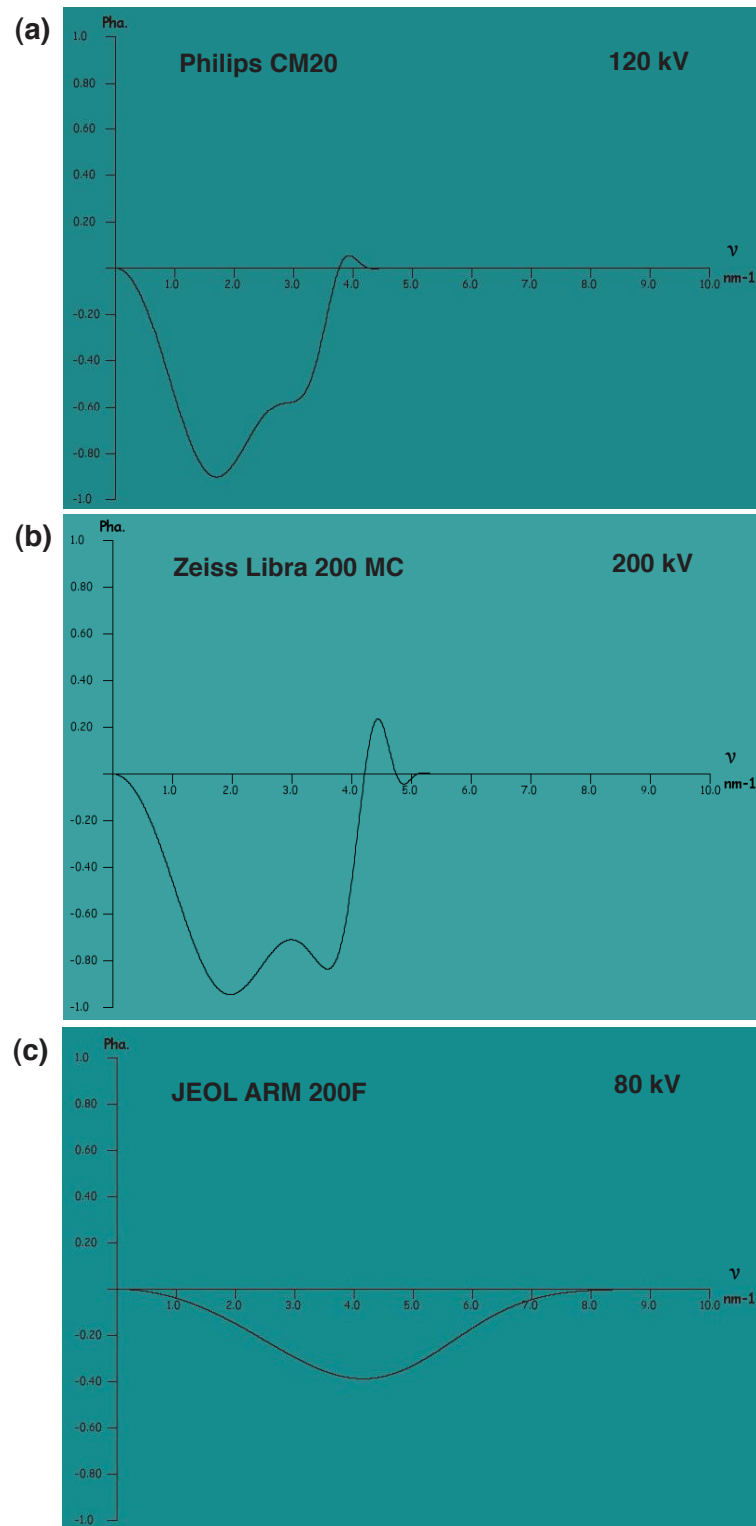 (a)
Pha.
Philips CM20 120 kV
1.0
0.80
0.60
0.40
0.20
ν
1.0 2.0 3.0 4.0 5.0 6.0 7.0 8.0 9.0 10.0 nm-1
-0.20
-0.40
-0.60
-0.80
-1.0
(b)
Pha.
Zeiss Libra 200 MC 200 kV
1.0
0.80
0.60
0.40
0.20
ν
1.0 2.0 3.0 4.0 5.0 6.0 7.0 8.0 9.0 10.0 nm-1
-0.20
-0.40
-0.60
-0.80
-1.0
(c)
Pha.
JEOL ARM 200F 80 kV
1.0
0.80
0.60
0.40
0.20
ν
1.0 2.0 3.0 4.0 5.0 6.0 7.0 8.0 9.0 10.0 nm-1
-0.20
-0.40
-0.60
-0.80
-1.0